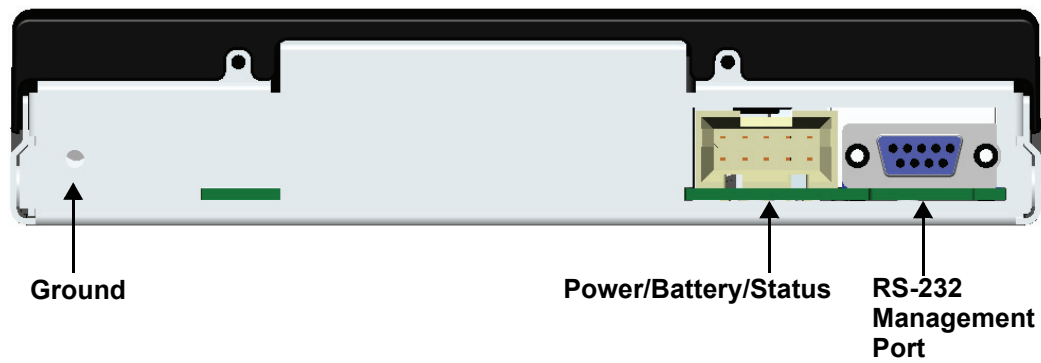 Ground
Power/Battery/Status
RS-232
Management
Port